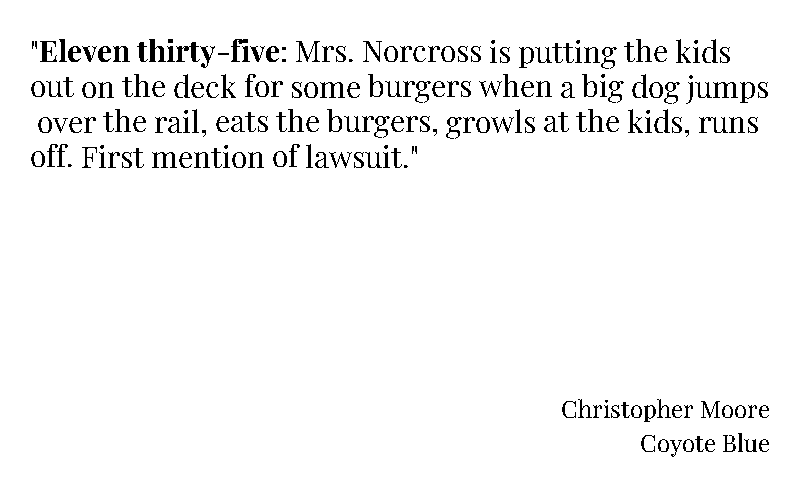 "Eleven thirty-five: Mrs. Norcross is putting the kids
out on the deck for some burgers when a big dog jumps
over the rail, eats the burgers, growls at the kids, runs
off. First mention of lawsuit."
Christopher Moore
Coyote Blue